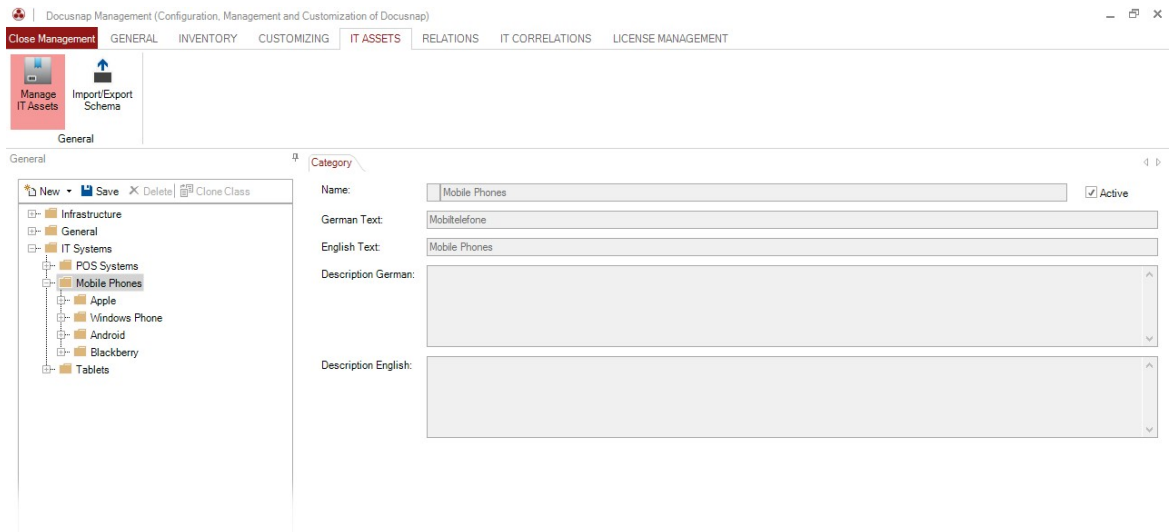 Docusnap Management (Configuration, Management and Customization of Docusnap)
Close Management GENERAL INVENTORY CUSTOMIZING IT ASSETS RELATIONS IT CORRELATIONS LICENSE MANAGEMENT
Manage IT Assets
Import/Export Schema
General
General
New Save Delete Clone Class
Infrastructure
General
IT Systems
POS Systems
Mobile Phones
Apple
Windows Phone
Android
Blackberry
Tablets
Category
Name: Mobile Phones Active
German Text: Mobiltelefone
English Text: Mobile Phones
Description German:
Description English: